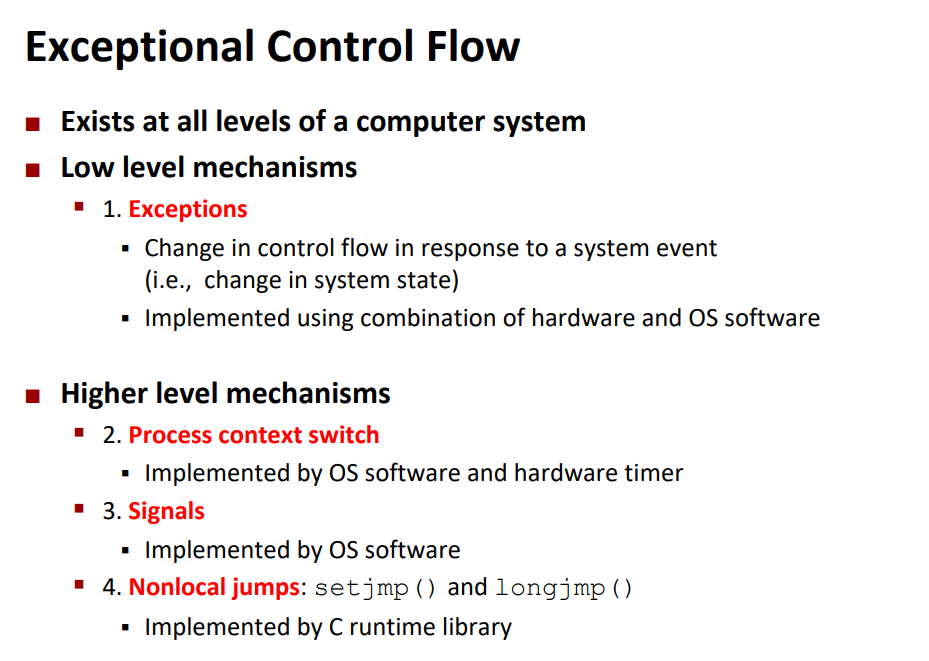 Exceptional Control Flow
■ Exists at all levels of a computer system
■ Low level mechanisms
▪ 1. Exceptions
▪ Change in control flow in response to a system event
(i.e., change in system state)
▪ Implemented using combination of hardware and OS software
■ Higher level mechanisms
▪ 2. Process context switch
▪ Implemented by OS software and hardware timer
▪ 3. Signals
▪ Implemented by OS software
▪ 4. Nonlocal jumps: setjmp() and longjmp()
▪ Implemented by C runtime library